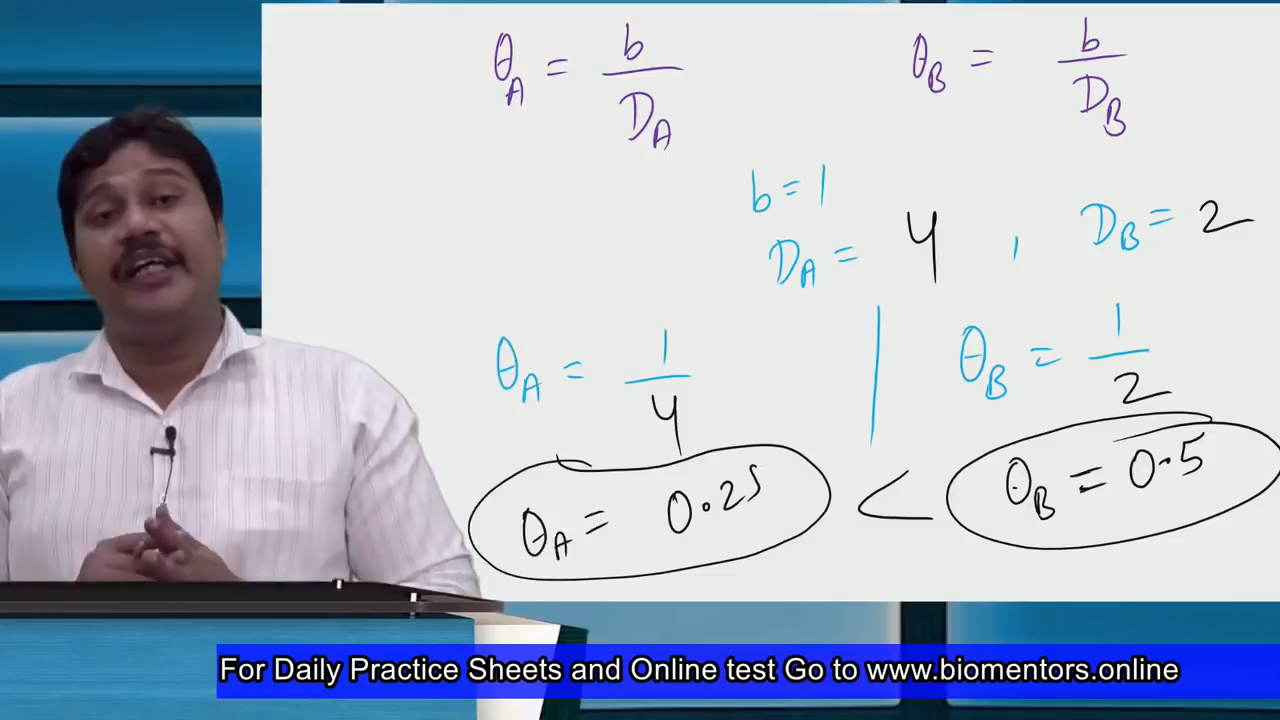 θA = b/DA θB = b/DB
b = 1
DA = 4 , DB = 2
θA = 1/4 | θB = 1/2
θA = 0.25 < θB = 0.5
For Daily Practice Sheets and Online test Go to www.biomentors.online